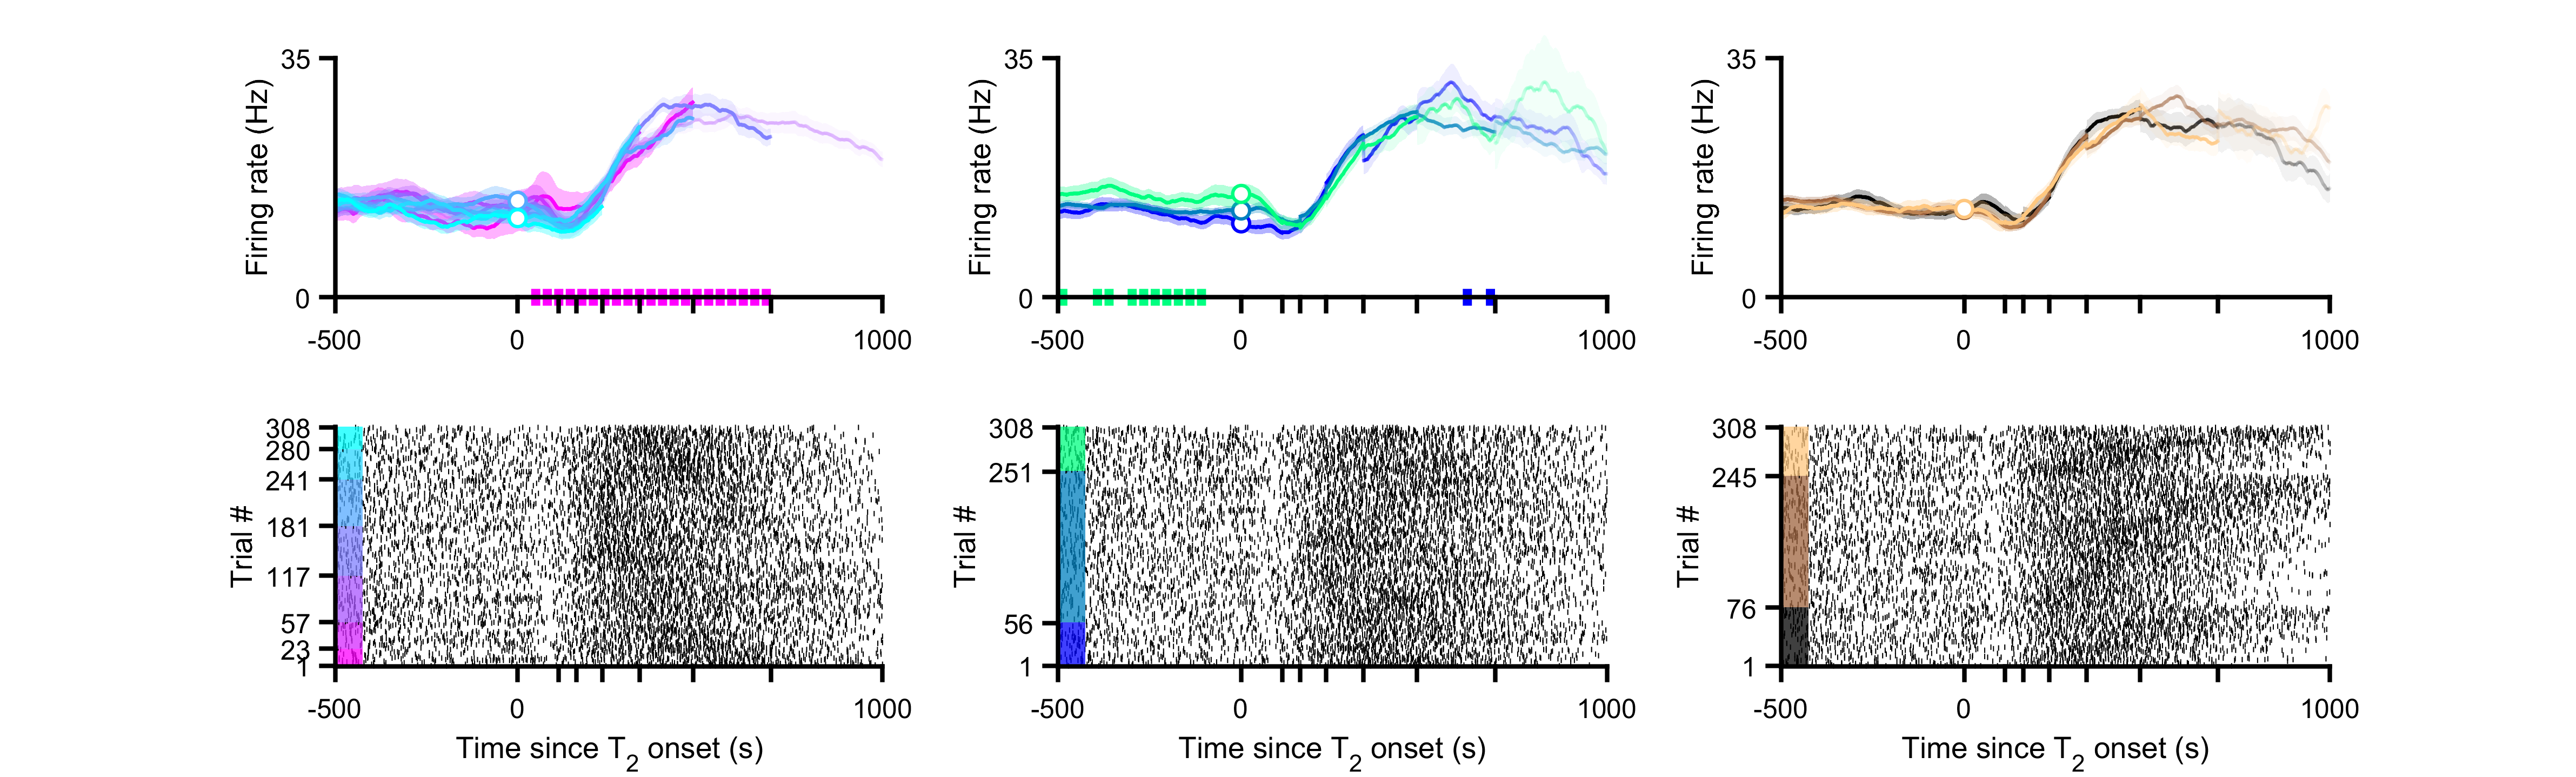 35
Firing rate (Hz)
0
-500 0 1000
35
Firing rate (Hz)
0
-500 0 1000
35
Firing rate (Hz)
0
-500 0 1000
308
280
241
181
117
57
23
1
Trial #
-500 0 1000
Time since T2 onset (s)
308
251
56
1
Trial #
-500 0 1000
Time since T2 onset (s)
308
245
76
1
Trial #
-500 0 1000
Time since T2 onset (s)